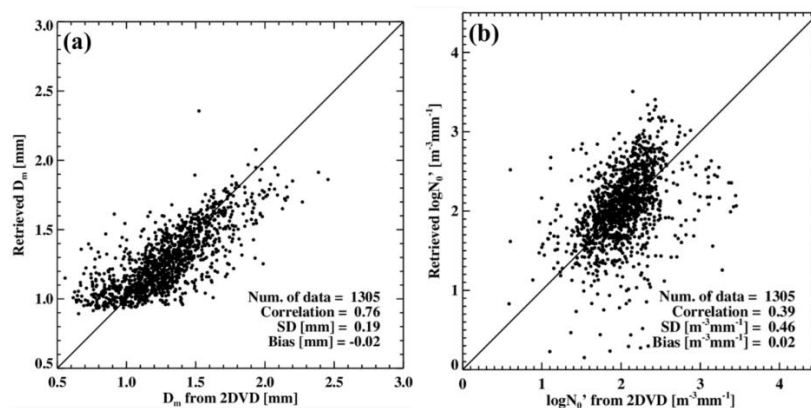 (a)
3.0
2.5
2.0
1.5
1.0
0.5
Retrieved Dm [mm]
Num. of data = 1305
Correlation = 0.76
SD [mm] = 0.19
Bias [mm] = -0.02
0.5 1.0 1.5 2.0 2.5 3.0
Dm from 2DVD [mm]
(b)
4
3
2
1
0
Retrieved logN0' [m-3mm-1]
Num. of data = 1305
Correlation = 0.39
SD [m-3mm-1] = 0.46
Bias [m-3mm-1] = 0.02
0 1 2 3 4
logN0' from 2DVD [m-3mm-1]